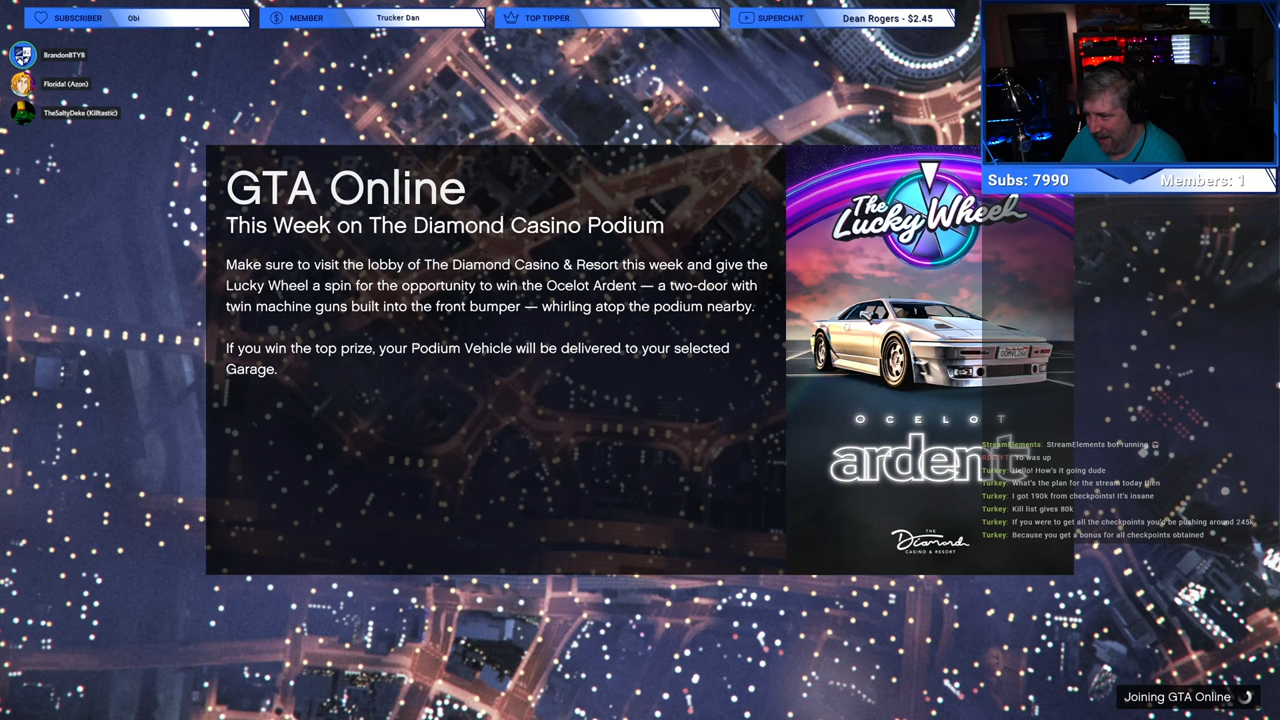 SUBSCRIBER
Obi
MEMBER
Trucker Dan
TOP TIPPER
SUPERCHAT
Dean Rogers - $2.45
BrandonBTYB
Florida! (Azon)
TheSaltyDeke (Killtastic)
Subs: 7990
Members: 1
GTA Online
This Week on The Diamond Casino Podium
Make sure to visit the lobby of The Diamond Casino & Resort this week and give the
Lucky Wheel a spin for the opportunity to win the Ocelot Ardent — a two-door with
twin machine guns built into the front bumper — whirling atop the podium nearby.
If you win the top prize, your Podium Vehicle will be delivered to your selected
Garage.
The
Lucky Wheel
OCELOT
ardent
THE
Diamond
CASINO & RESORT
StreamElements: StreamElements bot running
Yo was up
Turkey: Hello! How's it going dude
Turkey: What's the plan for the stream today then
Turkey: I got 190k from checkpoints! It's insane
Turkey: Kill list gives 80k
Turkey: If you were to get all the checkpoints you'd be pushing around 245k
Turkey: Because you get a bonus for all checkpoints obtained
Joining GTA Online